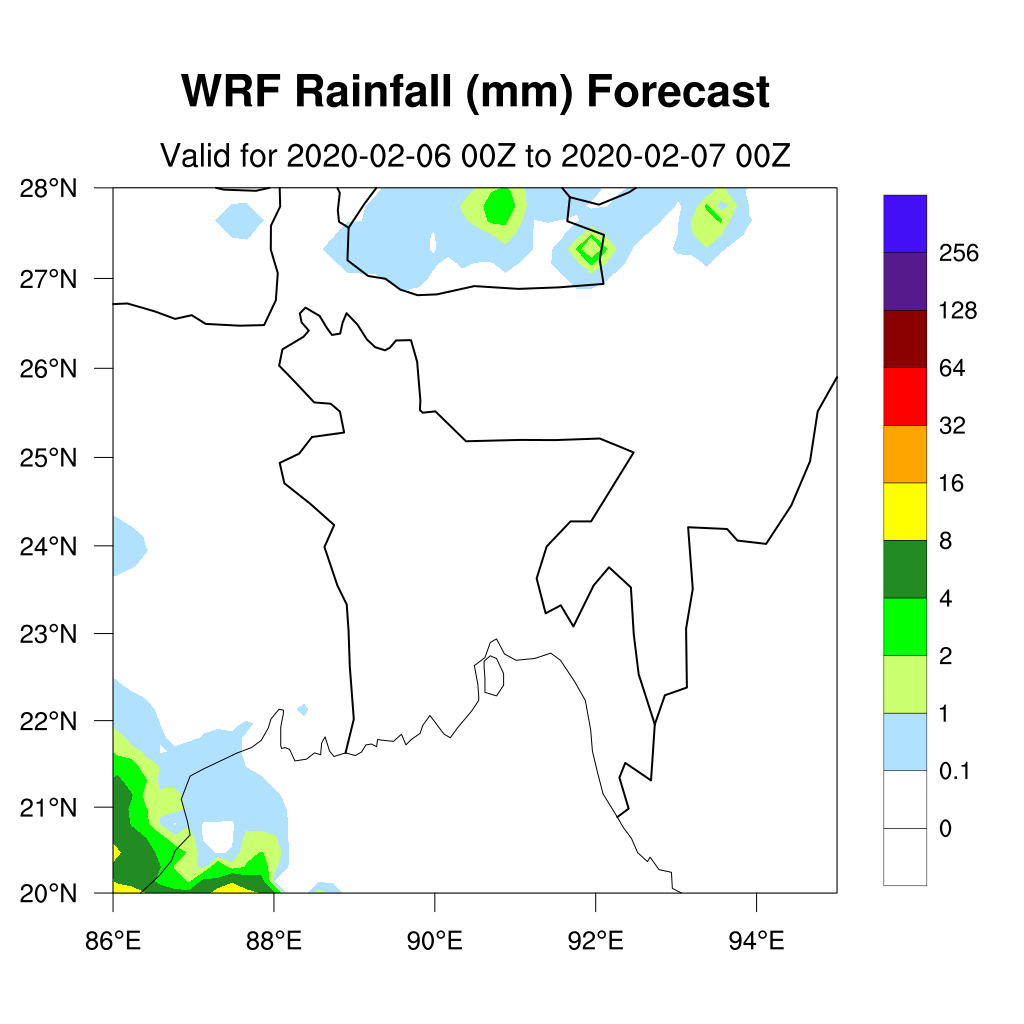 WRF Rainfall (mm) Forecast
Valid for 2020-02-06 00Z to 2020-02-07 00Z
28°N
27°N
26°N
25°N
24°N
23°N
22°N
21°N
20°N
86°E 88°E 90°E 92°E 94°E
256
128
64
32
16
8
4
2
1
0.1
0